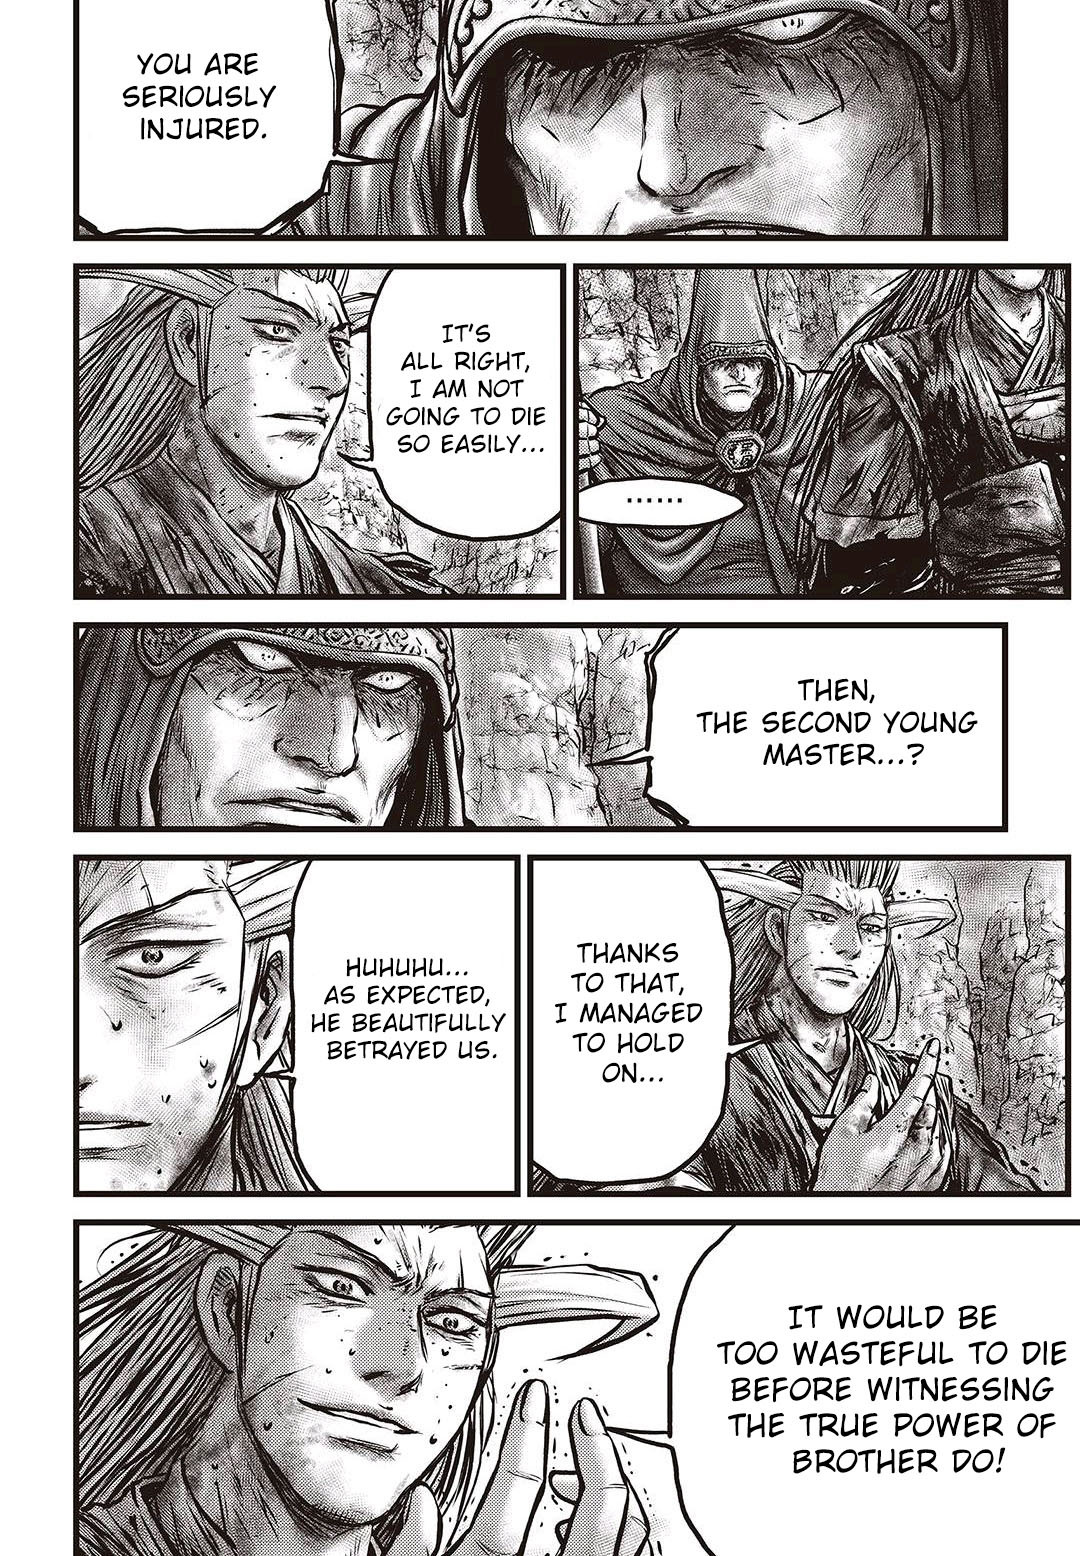 YOU ARE
SERIOUSLY
INJURED.
IT'S
ALL RIGHT,
I AM NOT
GOING TO DIE
SO EASILY...
......
THEN,
THE SECOND YOUNG
MASTER...?
HUHUHU...
AS EXPECTED,
HE BEAUTIFULLY
BETRAYED US.
THANKS
TO THAT,
I MANAGED
TO HOLD
ON...
IT WOULD BE
TOO WASTEFUL TO DIE
BEFORE WITNESSING
THE TRUE POWER OF
BROTHER DO!